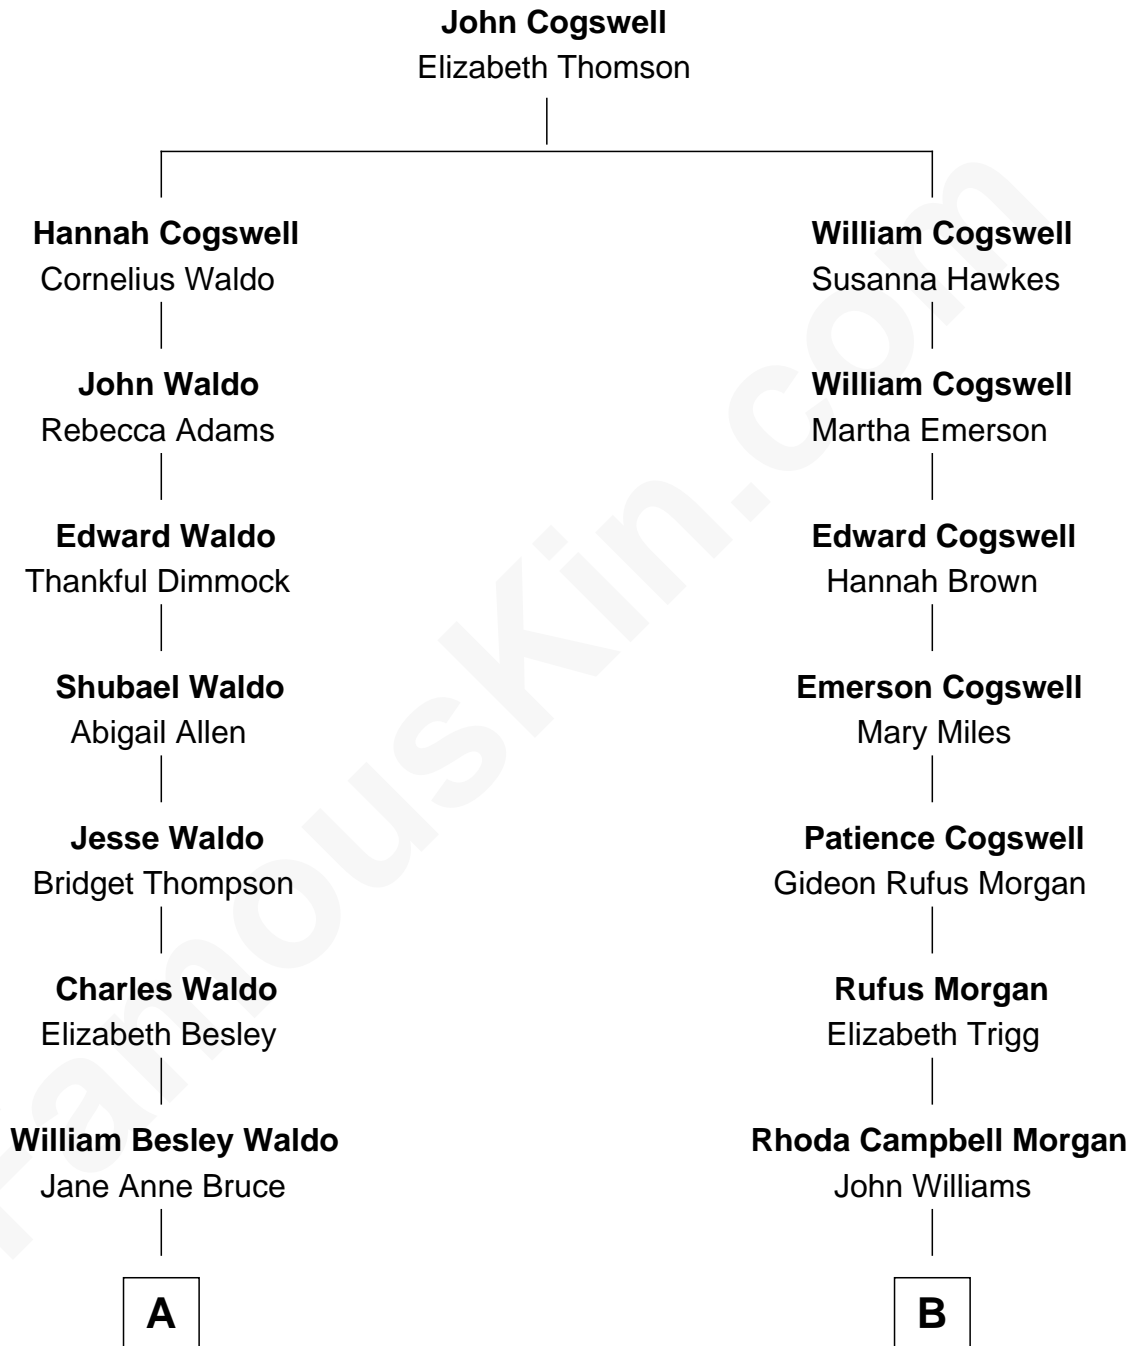 John Cogswell
Elizabeth Thomson
Hannah Cogswell
Cornelius Waldo
William Cogswell
Susanna Hawkes
John Waldo
Rebecca Adams
William Cogswell
Martha Emerson
Edward Waldo
Thankful Dimmock
Edward Cogswell
Hannah Brown
Shubael Waldo
Abigail Allen
Emerson Cogswell
Mary Miles
Jesse Waldo
Bridget Thompson
Patience Cogswell
Gideon Rufus Morgan
Charles Waldo
Elizabeth Besley
Rufus Morgan
Elizabeth Trigg
William Besley Waldo
Jane Anne Bruce
Rhoda Campbell Morgan
John Williams
A
B
FamousKin.com